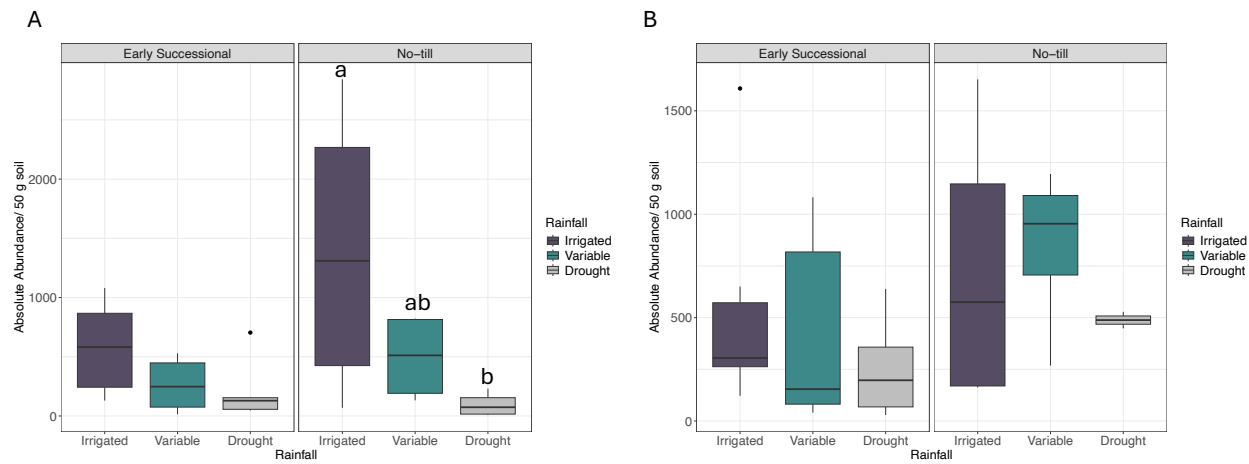 A
Early Successional
No−till
a
ab
b
2000
1000
0
Absolute Abundance/ 50 g soil
Irrigated
Variable
Drought
Irrigated
Variable
Drought
Rainfall
Rainfall
Irrigated
Variable
Drought
B
Early Successional
No−till
1500
1000
500
0
Absolute Abundance/ 50 g soil
Irrigated
Variable
Drought
Irrigated
Variable
Drought
Rainfall
Rainfall
Irrigated
Variable
Drought